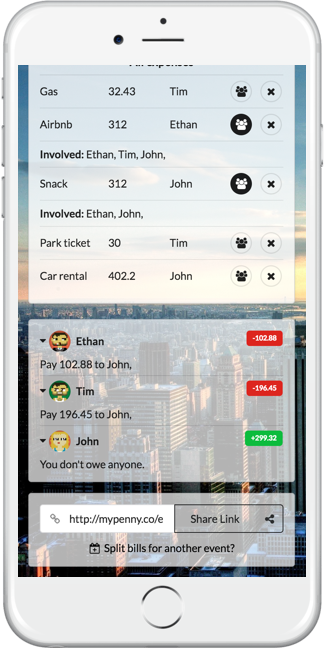 All expenses
Gas 32.43 Tim
Airbnb 312 Ethan
Involved: Ethan, Tim, John,
Snack 312 John
Involved: Ethan, John,
Park ticket 30 Tim
Car rental 402.2 John
Ethan -102.88
Pay 102.88 to John,
Tim -196.45
Pay 196.45 to John,
John +299.32
You don't owe anyone.
http://mypenny.co/e Share Link
Split bills for another event?